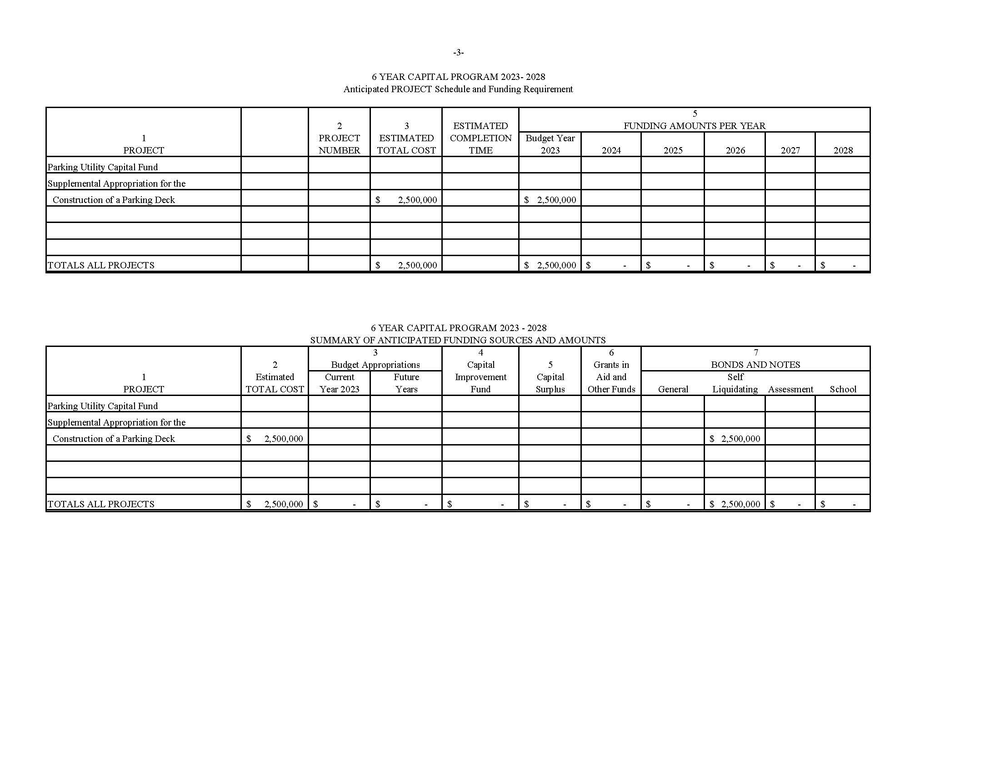 -3-
6 YEAR CAPITAL PROGRAM 2023- 2028
Anticipated PROJECT Schedule and Funding Requirement
5
2 3 ESTIMATED FUNDING AMOUNTS PER YEAR
1 PROJECT ESTIMATED COMPLETION Budget Year
PROJECT NUMBER TOTAL COST TIME 2023 2024 2025 2026 2027 2028
Parking Utility Capital Fund
Supplemental Appropriation for the
Construction of a Parking Deck $ 2,500,000 $ 2,500,000
TOTALS ALL PROJECTS $ 2,500,000 $ 2,500,000 $ - $ - $ - $ - $ -
6 YEAR CAPITAL PROGRAM 2023 - 2028
SUMMARY OF ANTICIPATED FUNDING SOURCES AND AMOUNTS
3 4 6 7
2 Budget Appropriations Capital 5 Grants in BONDS AND NOTES
1 Estimated Current Future Improvement Capital Aid and Self
PROJECT TOTAL COST Year 2023 Years Fund Surplus Other Funds General Liquidating Assessment School
Parking Utility Capital Fund
Supplemental Appropriation for the
Construction of a Parking Deck $ 2,500,000 $ 2,500,000
TOTALS ALL PROJECTS $ 2,500,000 $ - $ - $ - $ - $ - $ - $ 2,500,000 $ - $ -